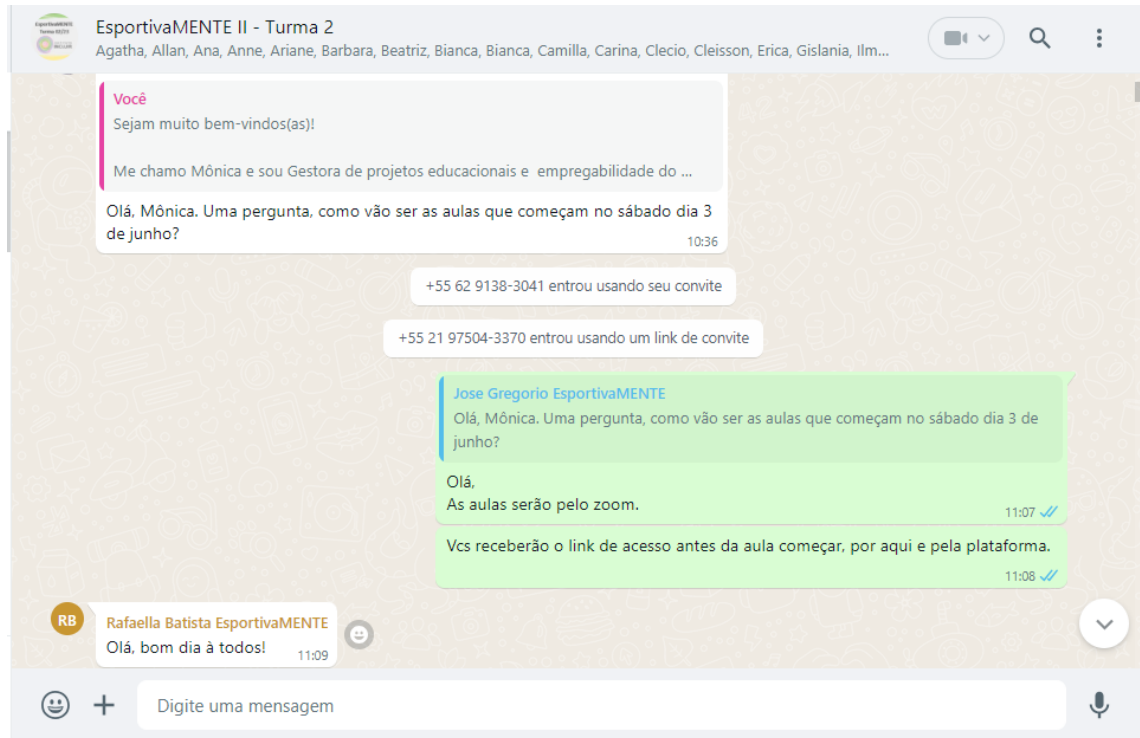 EsportivaMENTE II - Turma 2
Agatha, Allan, Ana, Anne, Ariane, Barbara, Beatriz, Bianca, Bianca, Camilla, Carina, Clecio, Cleisson, Erica, Gislania, Ilm...
Você
Sejam muito bem-vindos(as)!
Me chamo Mônica e sou Gestora de projetos educacionais e empregabilidade do ...
Olá, Mônica. Uma pergunta, como vão ser as aulas que começam no sábado dia 3
de junho?
10:36
+55 62 9138-3041 entrou usando seu convite
+55 21 97504-3370 entrou usando um link de convite
Jose Gregorio EsportivaMENTE
Olá, Mônica. Uma pergunta, como vão ser as aulas que começam no sábado dia 3 de
junho?
Olá,
As aulas serão pelo zoom.
11:07
Vcs receberão o link de acesso antes da aula começar, por aqui e pela plataforma.
11:08
RB
Rafaella Batista EsportivaMENTE
Olá, bom dia à todos!
11:09
Digite uma mensagem